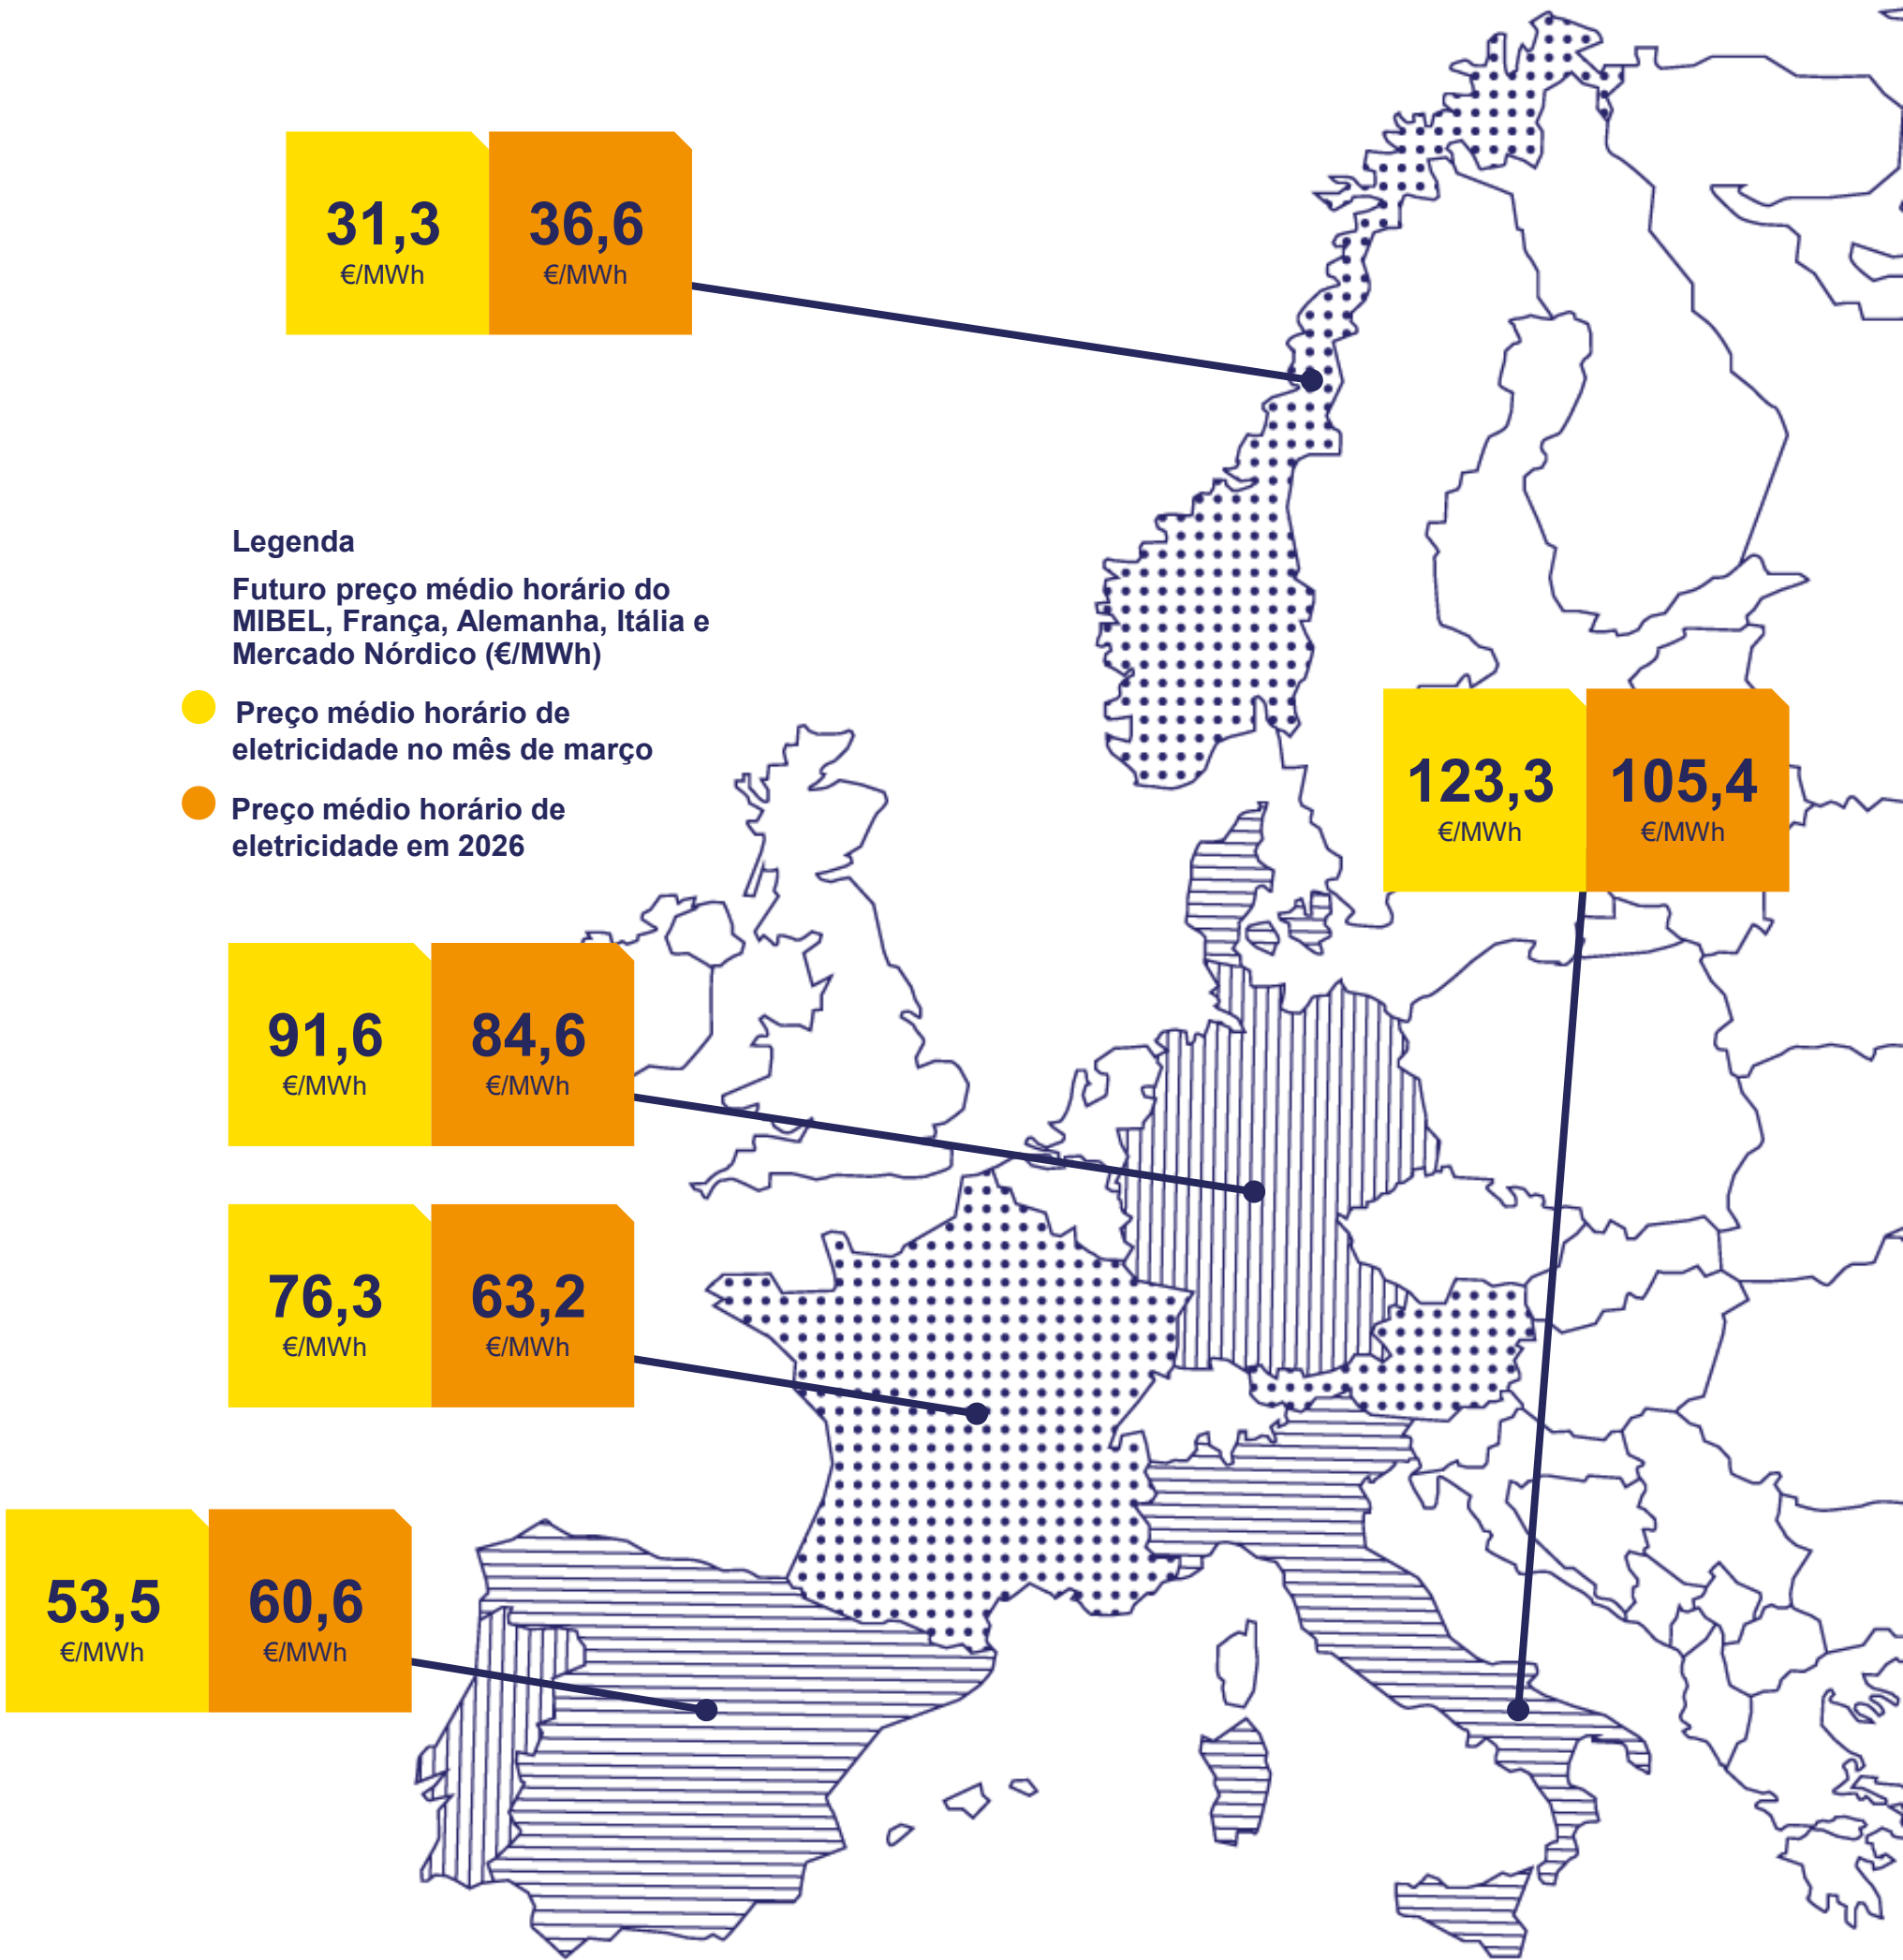 31,3
€/MWh
36,6
€/MWh
Legenda
Futuro preço médio horário do
MIBEL, França, Alemanha, Itália e
Mercado Nórdico (€/MWh)
Preço médio horário de
eletricidade no mês de março
Preço médio horário de
eletricidade em 2026
123,3
€/MWh
105,4
€/MWh
91,6
€/MWh
84,6
€/MWh
76,3
€/MWh
63,2
€/MWh
53,5
€/MWh
60,6
€/MWh